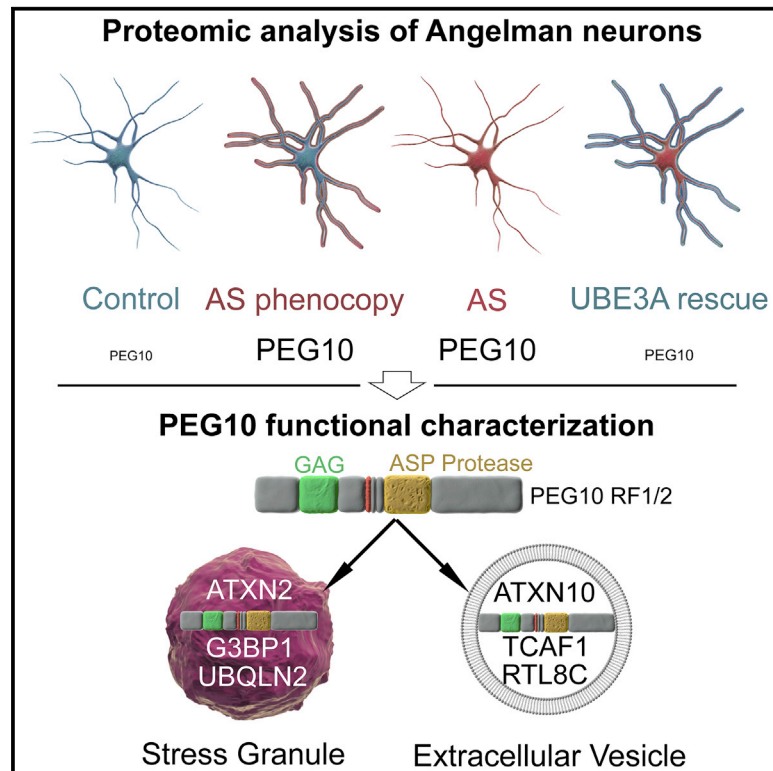 Proteomic analysis of Angelman neurons
Control AS phenocopy AS UBE3A rescue
PEG10 PEG10 PEG10 PEG10
PEG10 functional characterization
GAG ASP Protease
PEG10 RF1/2
ATXN2
G3BP1
UBQLN2
Stress Granule
ATXN10
TCAF1
RTL8C
Extracellular Vesicle